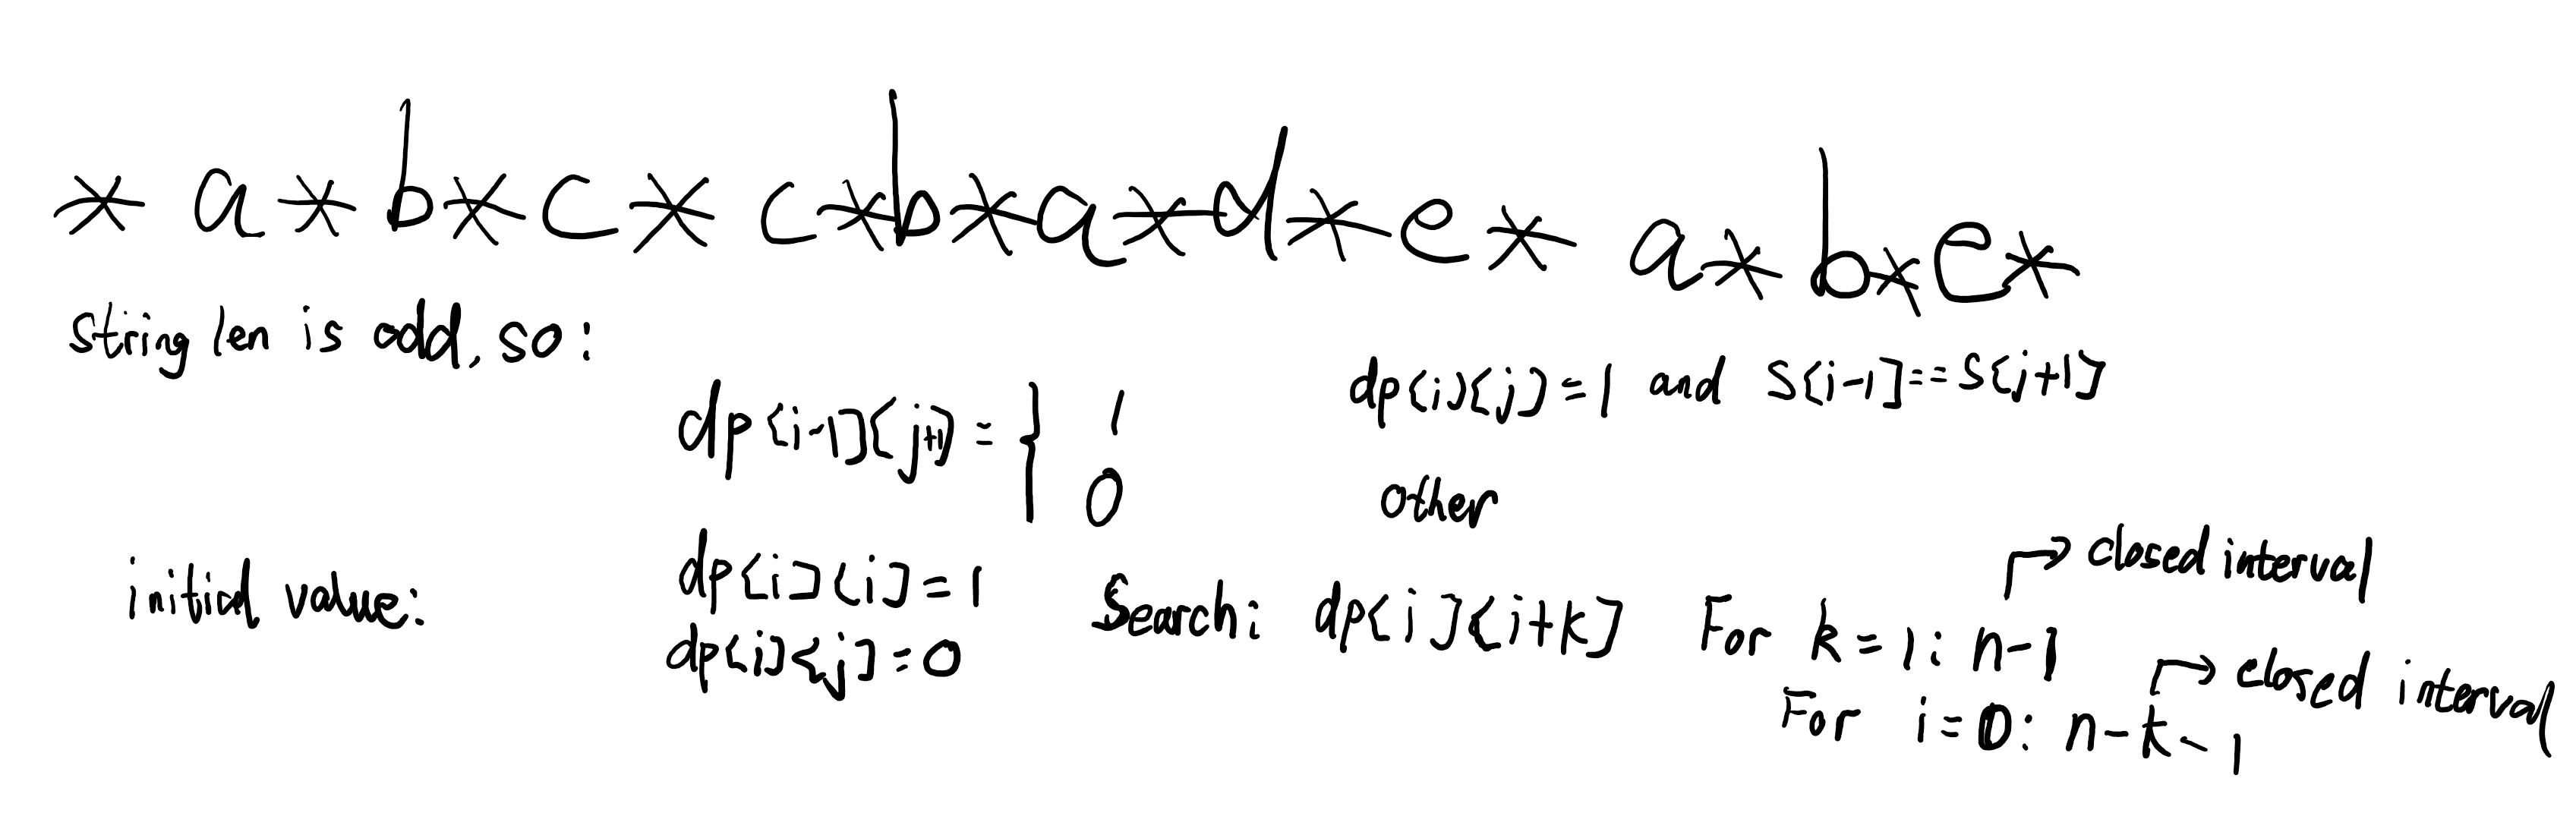 * a * b * c * c * b * a * d * e * a * b * e *
string len is odd, so:
dp[i-1][j+1] = { 1 dp[i][j]=1 and S[i-1]==S[j+1]
0 other
initial value: dp[i][i]=1
dp[i][j]=0
Search: dp[i][i+k] For k=1: n-1 → closed interval
For i=0: n-k-1 → closed interval